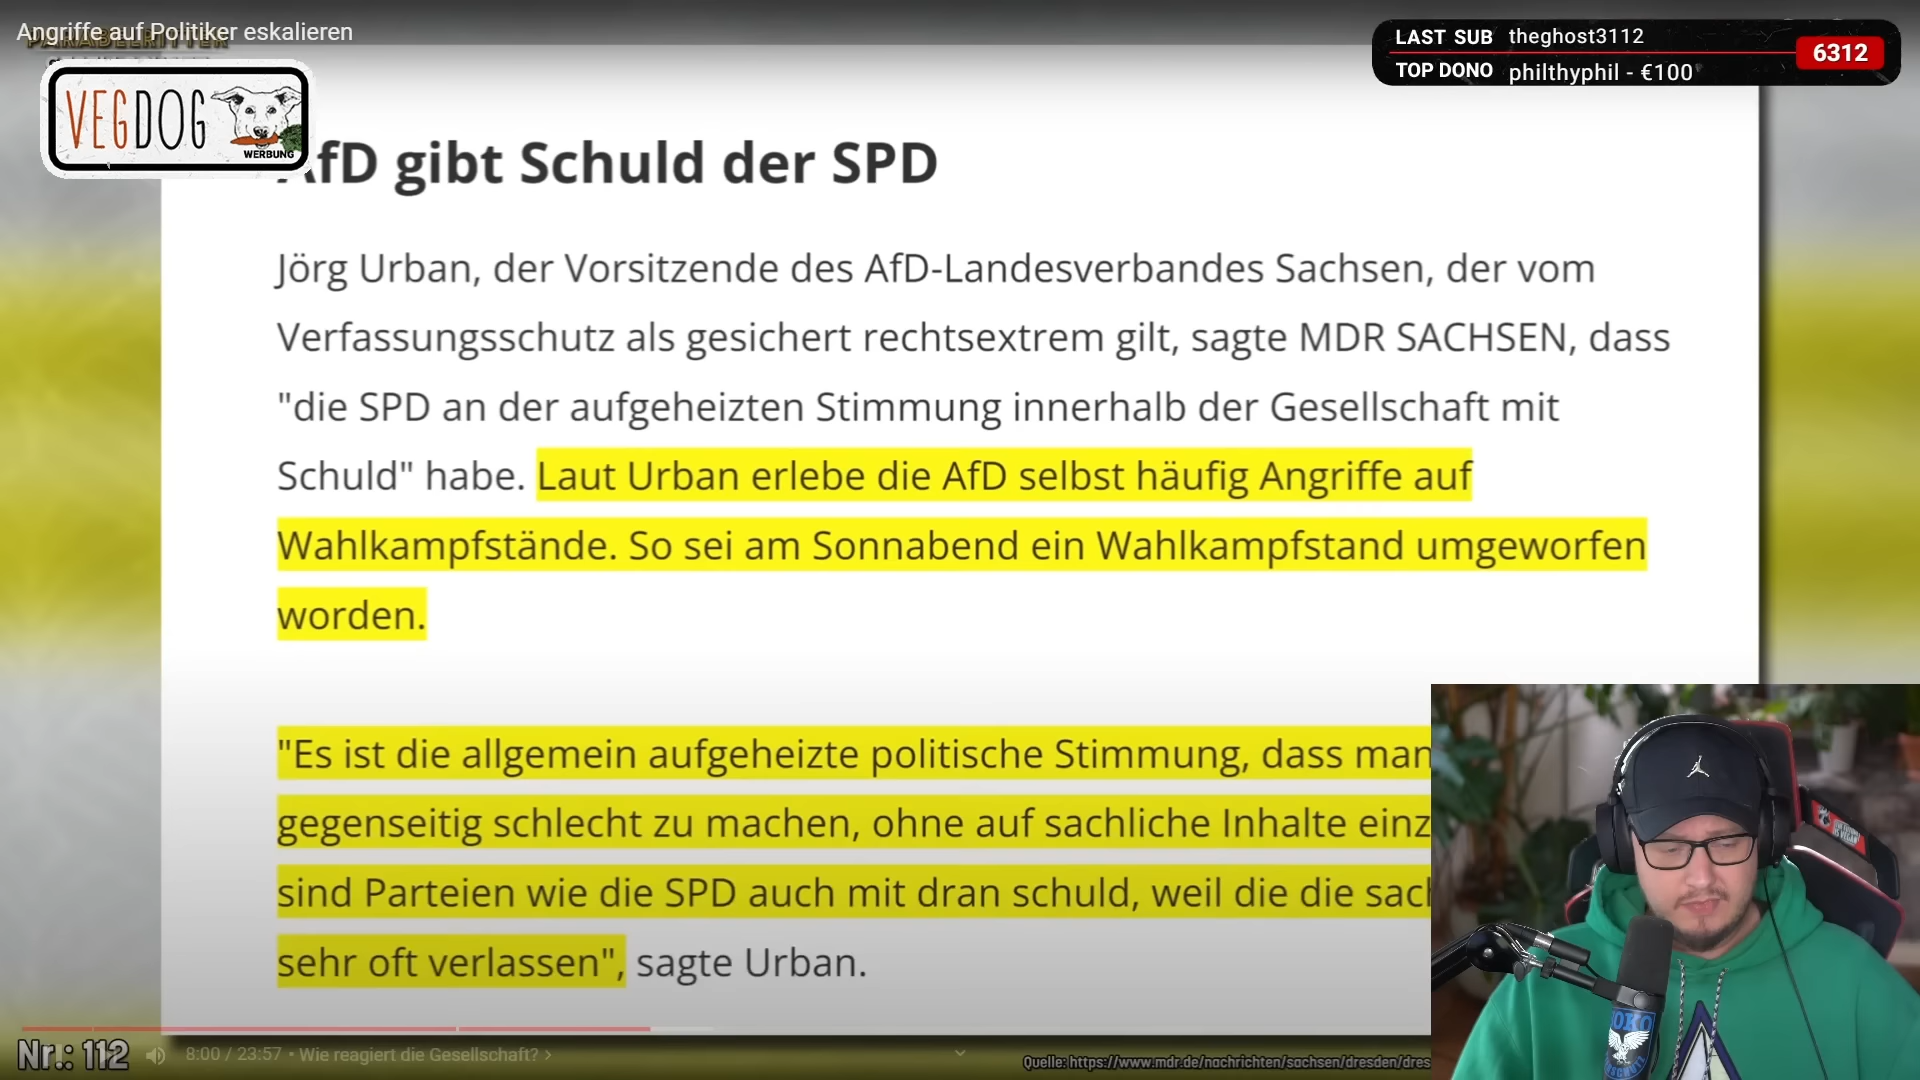 Angriffe auf Politiker eskalieren
PARABELRITTER
VEGDOG
WERBUNG
LAST SUB theghost3112
TOP DONO philthyphil - €100
6312
AfD gibt Schuld der SPD
Jörg Urban, der Vorsitzende des AfD-Landesverbandes Sachsen, der vom
Verfassungsschutz als gesichert rechtsextrem gilt, sagte MDR SACHSEN, dass
"die SPD an der aufgeheizten Stimmung innerhalb der Gesellschaft mit
Schuld" habe. Laut Urban erlebe die AfD selbst häufig Angriffe auf
Wahlkampfstände. So sei am Sonnabend ein Wahlkampfstand umgeworfen
worden.
"Es ist die allgemein aufgeheizte politische Stimmung, dass man
gegenseitig schlecht zu machen, ohne auf sachliche Inhalte einz
sind Parteien wie die SPD auch mit dran schuld, weil die die sach
sehr oft verlassen", sagte Urban.
Nr.: 112
8:00 / 23:57 • Wie reagiert die Gesellschaft? >
Quelle: https://www.mdr.de/nachrichten/sachsen/dresden/dres